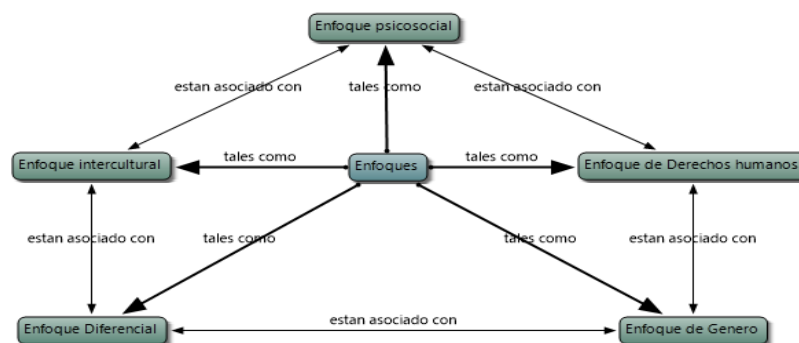 Enfoque psicosocial
estan asociado con
tales como
estan asociado con
Enfoque intercultural
tales como
Enfoques
tales como
Enfoque de Derechos humanos
estan asociado con
tales como
tales como
estan asociado con
Enfoque Diferencial
estan asociado con
Enfoque de Genero